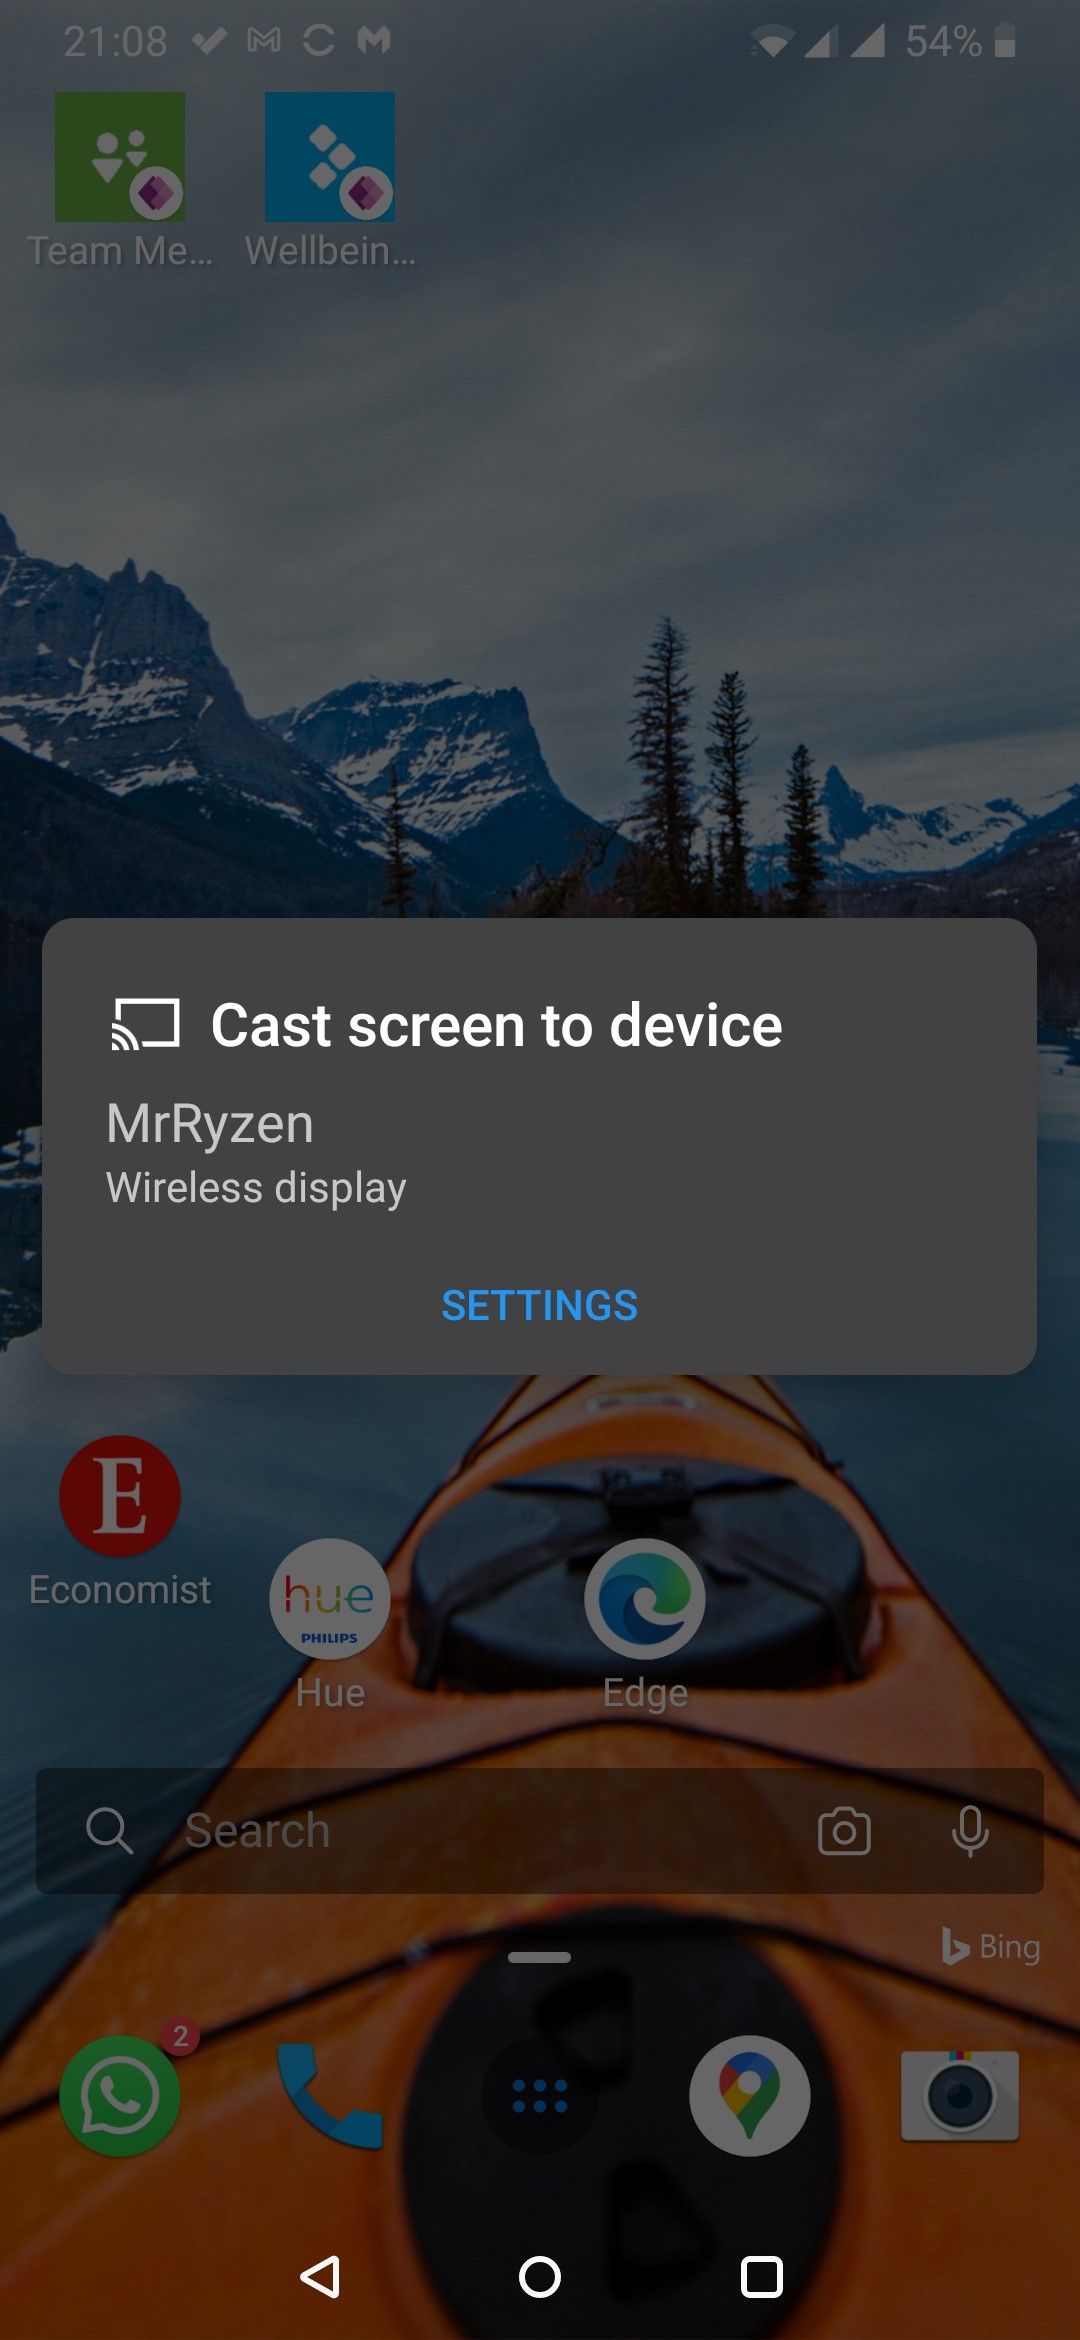 21:08
54%
Team Me...
Wellbein...
Cast screen to device
MrRyzen
Wireless display
SETTINGS
E
Economist
hue
PHILIPS
Hue
Edge
Search
Bing
2